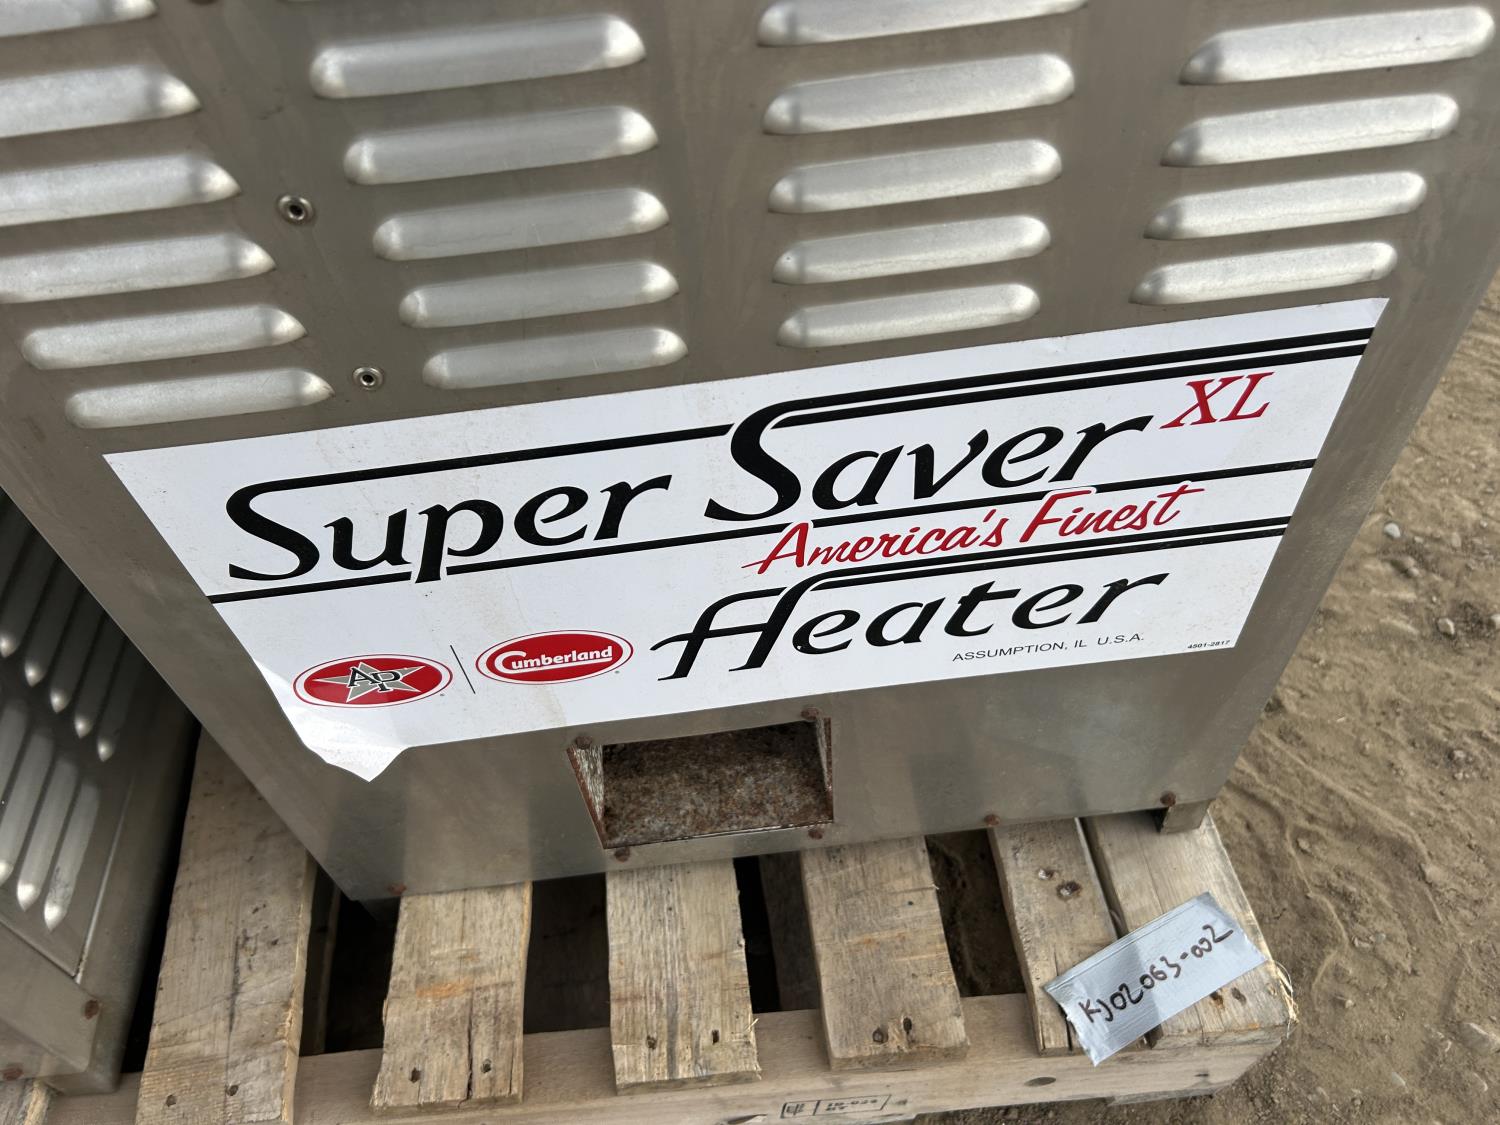 Super Saver XL
America's Finest
Heater
AP
Cumberland
ASSUMPTION, IL U.S.A.
4501-2817
KJ02063-002